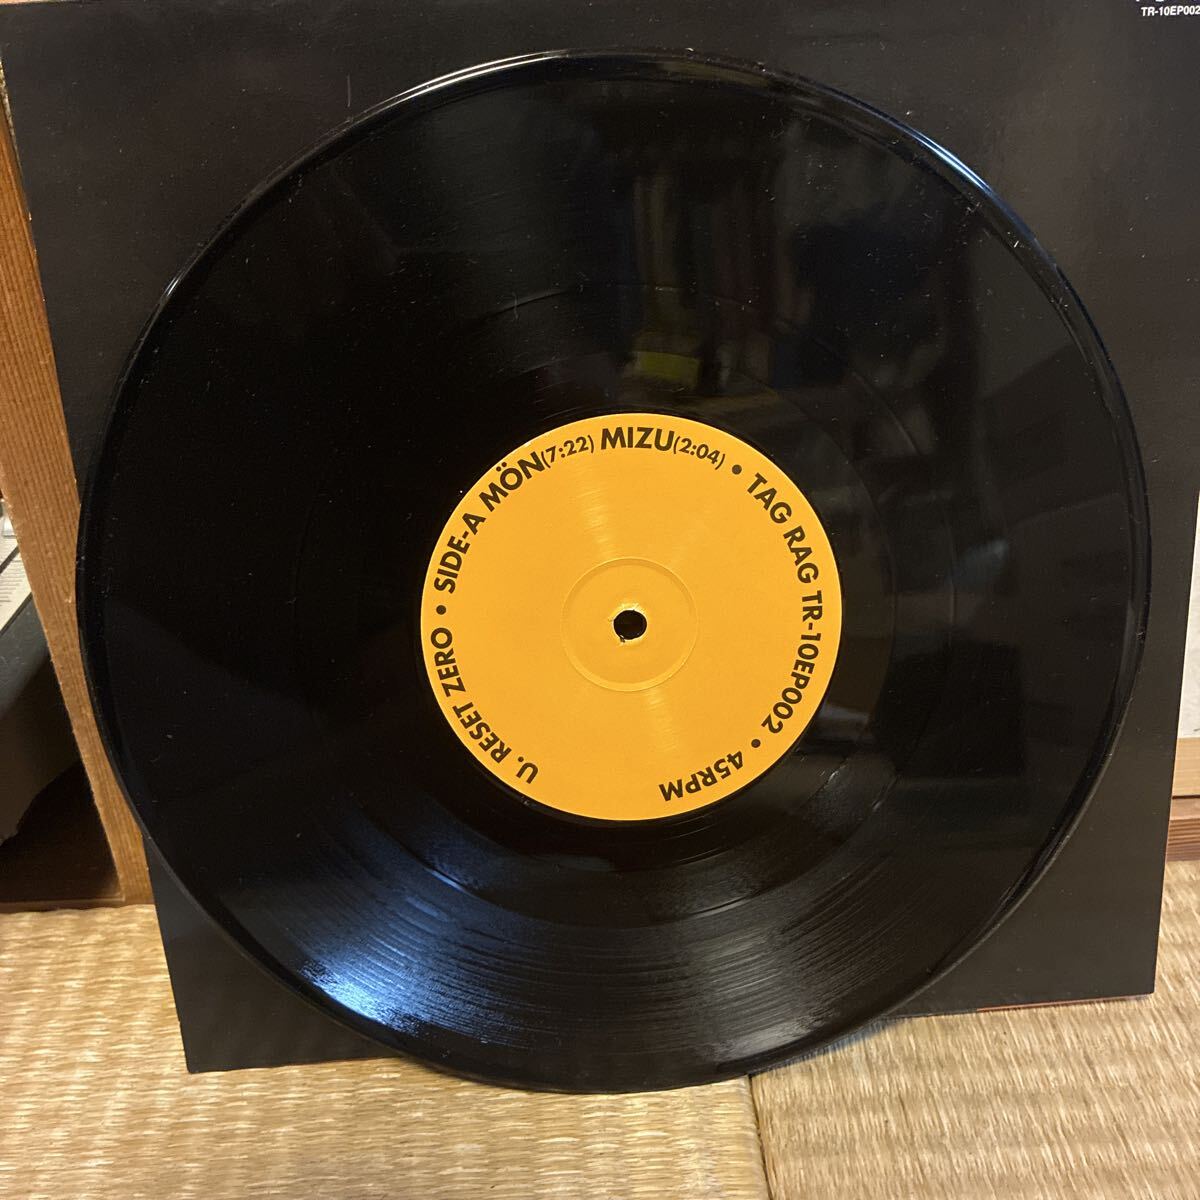 TR-10EP002
U. RESET ZERO • SIDE-A MÖN(7:22) MIZU(2:04) • TAG RAG TR-10EP002 • 45RPM